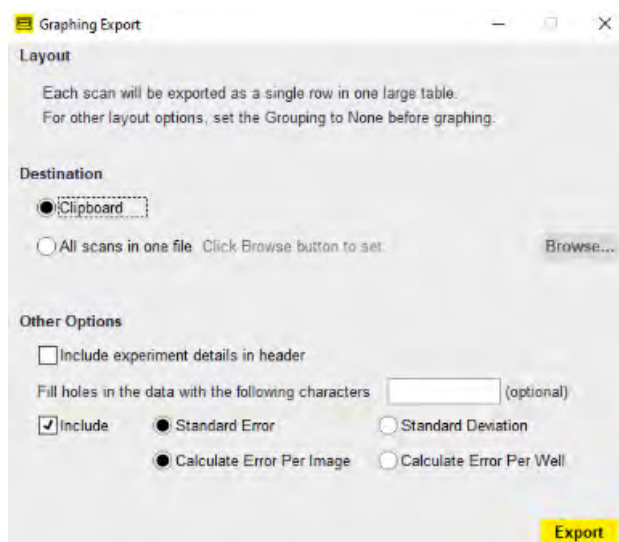 Graphing Export
Layout
Each scan will be exported as a single row in one large table.
For other layout options, set the Grouping to None before graphing.
Destination
Clipboard
All scans in one file Click Browse button to set Browse...
Other Options
Include experiment details in header
Fill holes in the data with the following characters (optional)
Include Standard Error Standard Deviation
Calculate Error Per Image Calculate Error Per Well
Export